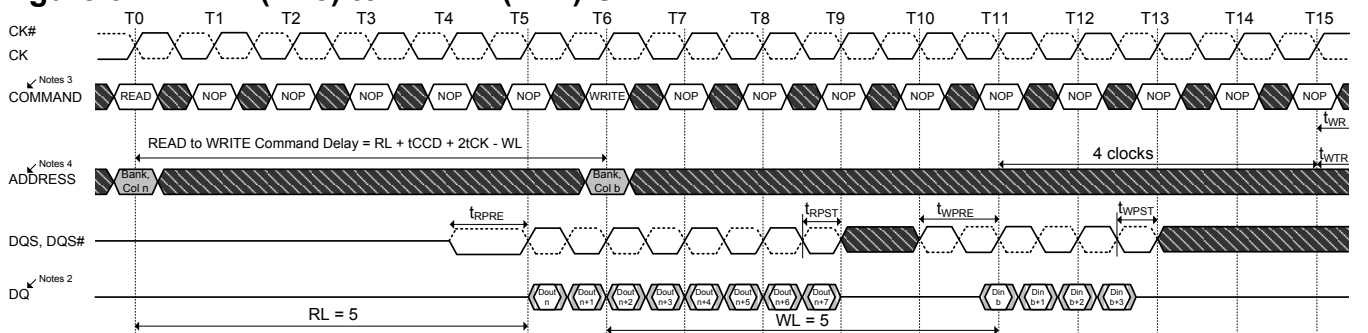 T0 T1 T2 T3 T4 T5 T6 T7 T8 T9 T10 T11 T12 T13 T14 T15
CK#
CK
Notes 3
COMMAND READ NOP NOP NOP NOP NOP WRITE NOP NOP NOP NOP NOP NOP NOP NOP NOP
tWR
READ to WRITE Command Delay = RL + tCCD + 2tCK - WL
4 clocks
tWTR
Notes 4
ADDRESS
Bank, Col n
Bank, Col b
tRPRE tRPST tWPRE tWPST
DQS, DQS#
Notes 2
DQ
Dout n Dout n+1 Dout n+2 Dout n+3 Dout n+4 Dout n+5 Dout n+6 Dout n+7 Din b Din b+1 Din b+2 Din b+3
RL = 5 WL = 5